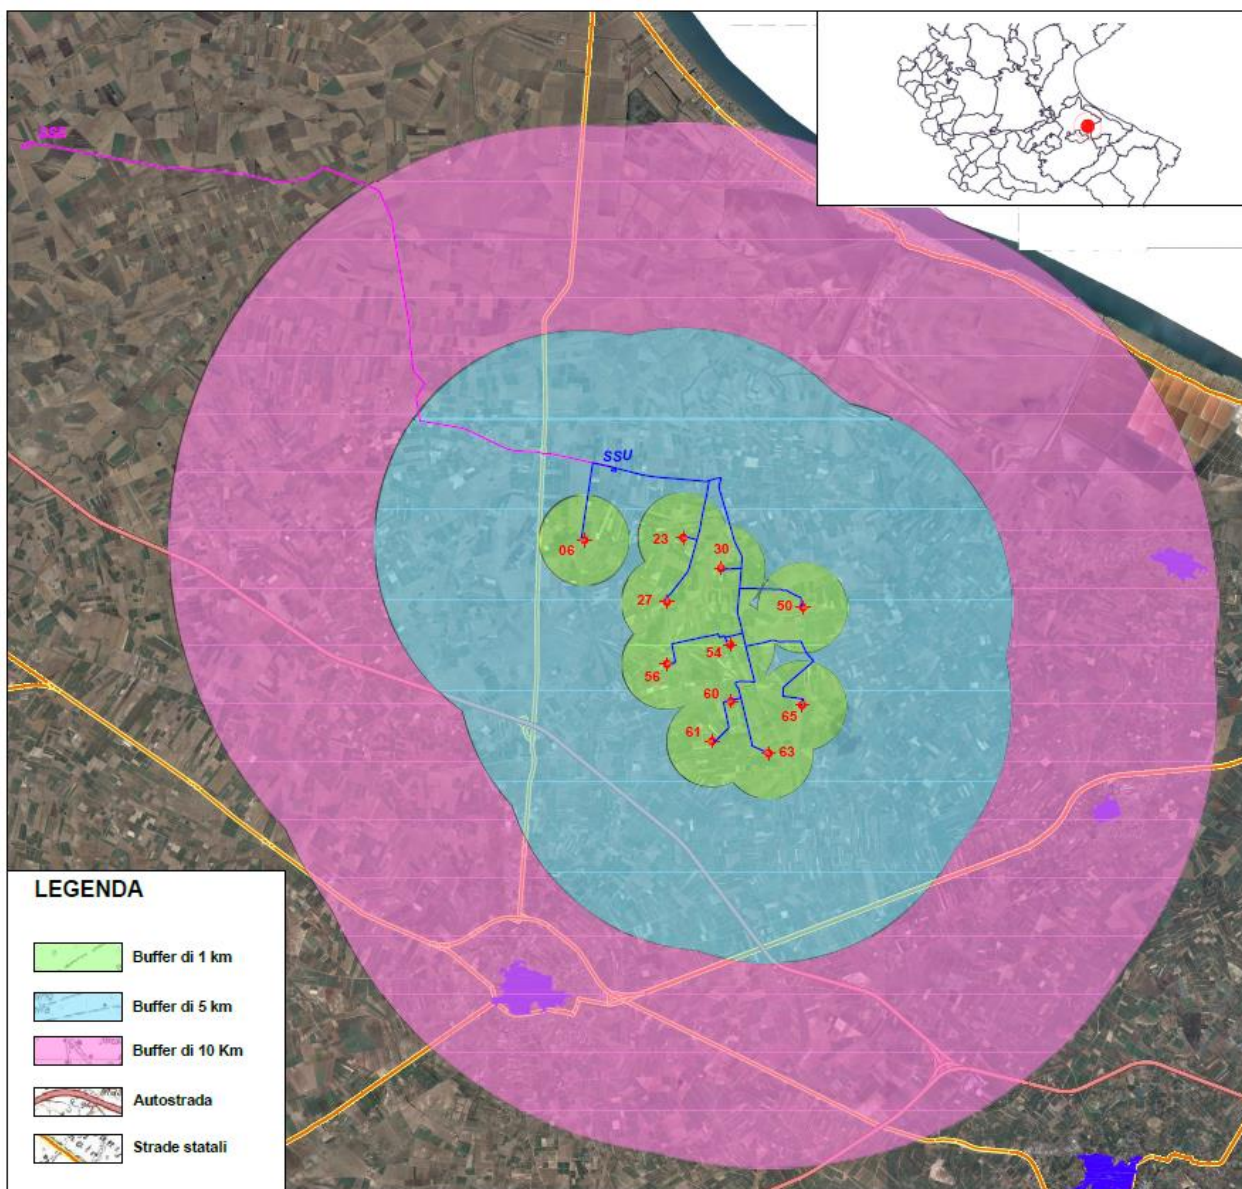 SSE
SSU
06
23
30
27
50
54
56
60
65
61
63
LEGENDA
Buffer di 1 km
Buffer di 5 km
Buffer di 10 Km
Autostrada
Strade statali